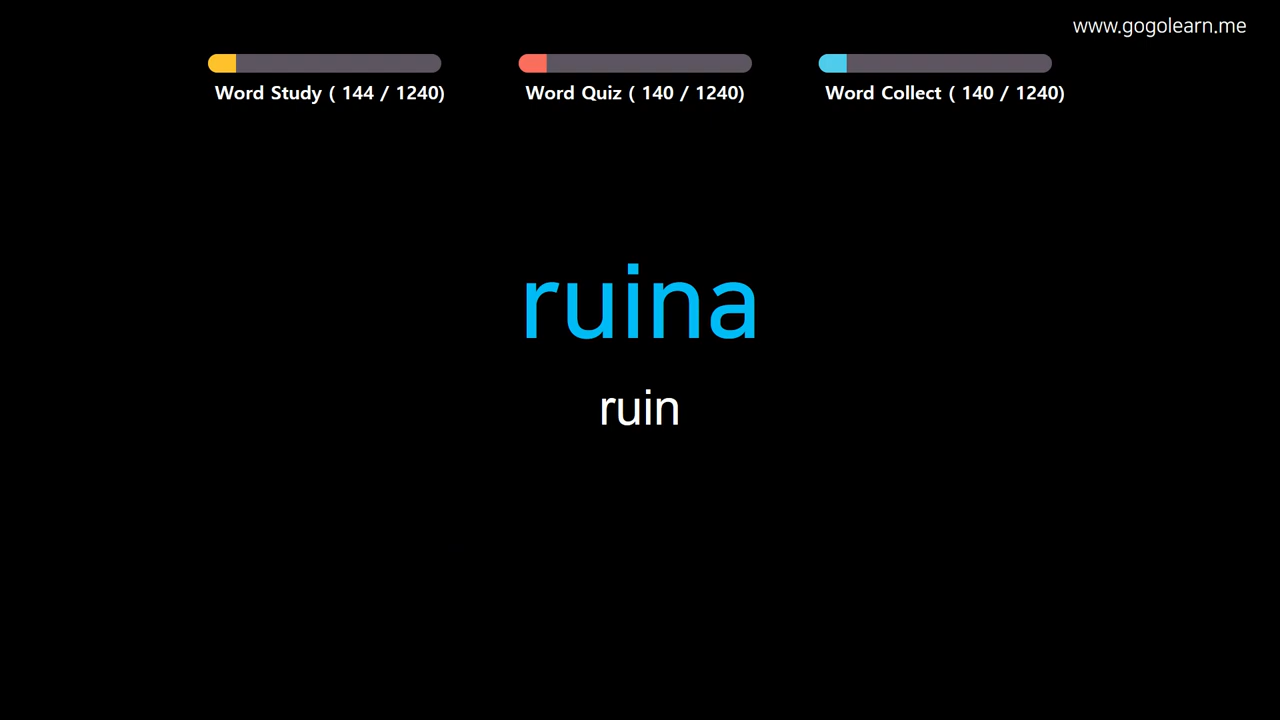 www.gogolearn.me
Word Study ( 144 / 1240)
Word Quiz ( 140 / 1240)
Word Collect ( 140 / 1240)
ruina
ruin